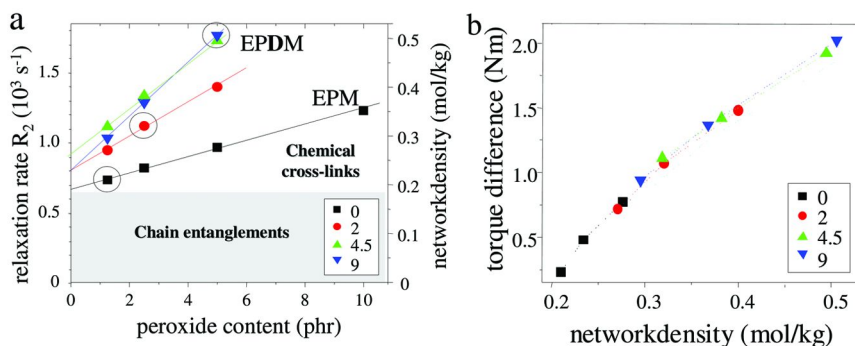 a
relaxation rate R2 (10³ s⁻¹)
1.5
1.0
0.5
0
EPDM
EPM
Chemical
cross-links
Chain entanglements
0
2
4.5
9
0 2 4 6 8 10
peroxide content (phr)
0.5
0.4
0.3
0.2
0.1
0.0
networkdensity (mol/kg)
b
torque difference (Nm)
2.0
1.5
1.0
0.5
0.25
0
2
4.5
9
0.2 0.3 0.4 0.5
networkdensity (mol/kg)